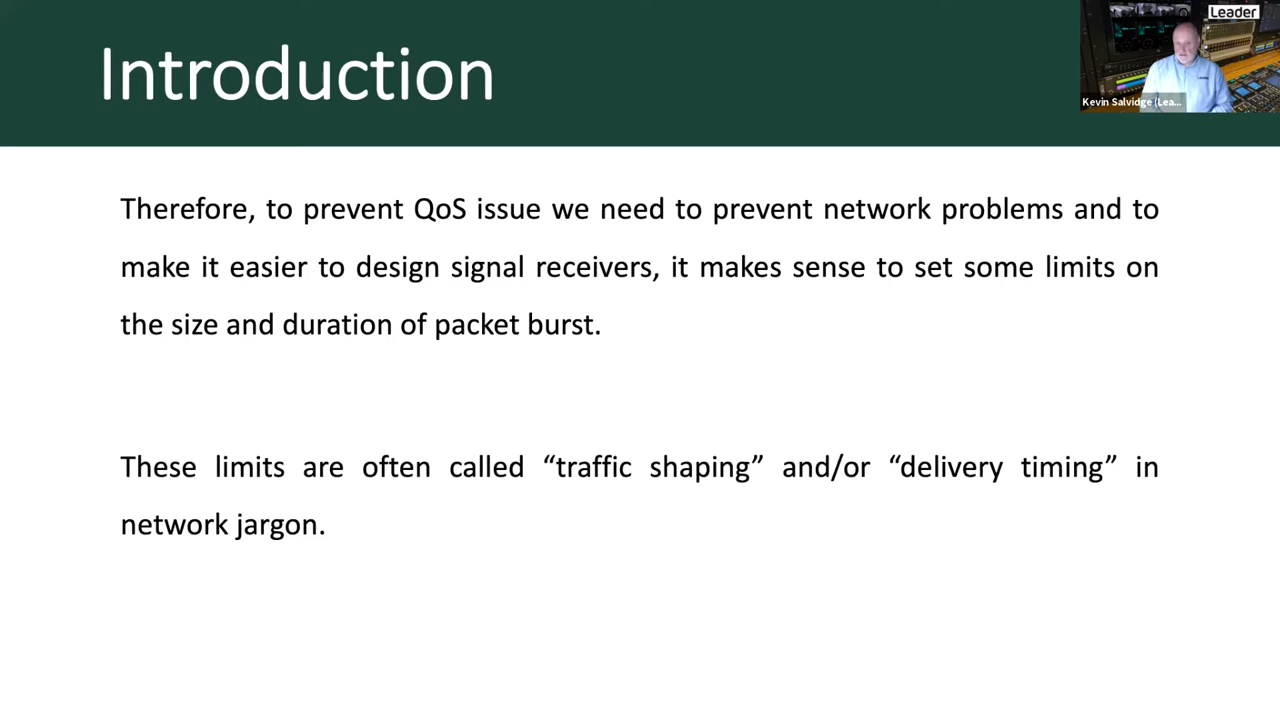 Introduction
Leader
Kevin Salvidge (Lea...
Therefore, to prevent QoS issue we need to prevent network problems and to
make it easier to design signal receivers, it makes sense to set some limits on
the size and duration of packet burst.
These limits are often called “traffic shaping” and/or “delivery timing” in
network jargon.